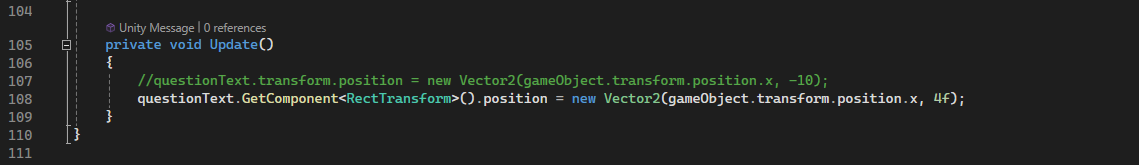 104
Unity Message | 0 references
105 private void Update()
106 {
107 //questionText.transform.position = new Vector2(gameObject.transform.position.x, -10);
108 questionText.GetComponent<RectTransform>().position = new Vector2(gameObject.transform.position.x, 4f);
109 }
110 }
111